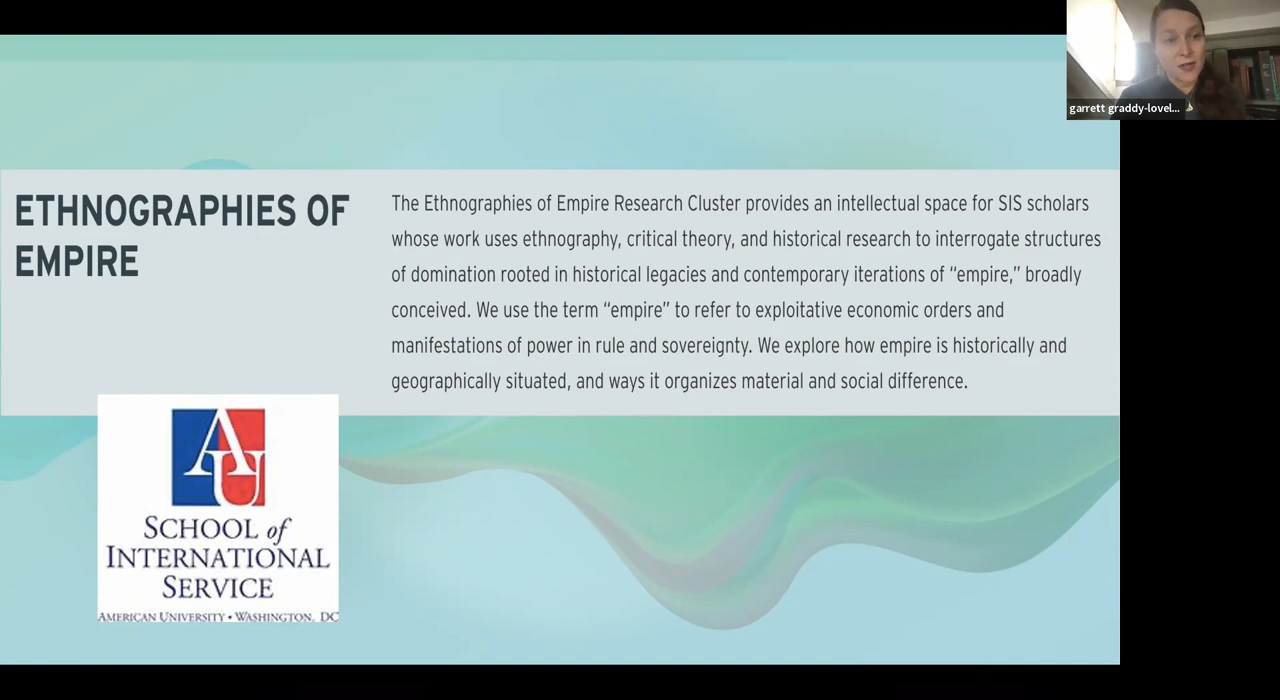 garrett graddy-lovel...
ETHNOGRAPHIES OF
EMPIRE
The Ethnographies of Empire Research Cluster provides an intellectual space for SIS scholars
whose work uses ethnography, critical theory, and historical research to interrogate structures
of domination rooted in historical legacies and contemporary iterations of “empire,” broadly
conceived. We use the term “empire” to refer to exploitative economic orders and
manifestations of power in rule and sovereignty. We explore how empire is historically and
geographically situated, and ways it organizes material and social difference.
AU
SCHOOL of
INTERNATIONAL
SERVICE
AMERICAN UNIVERSITY • WASHINGTON, DC